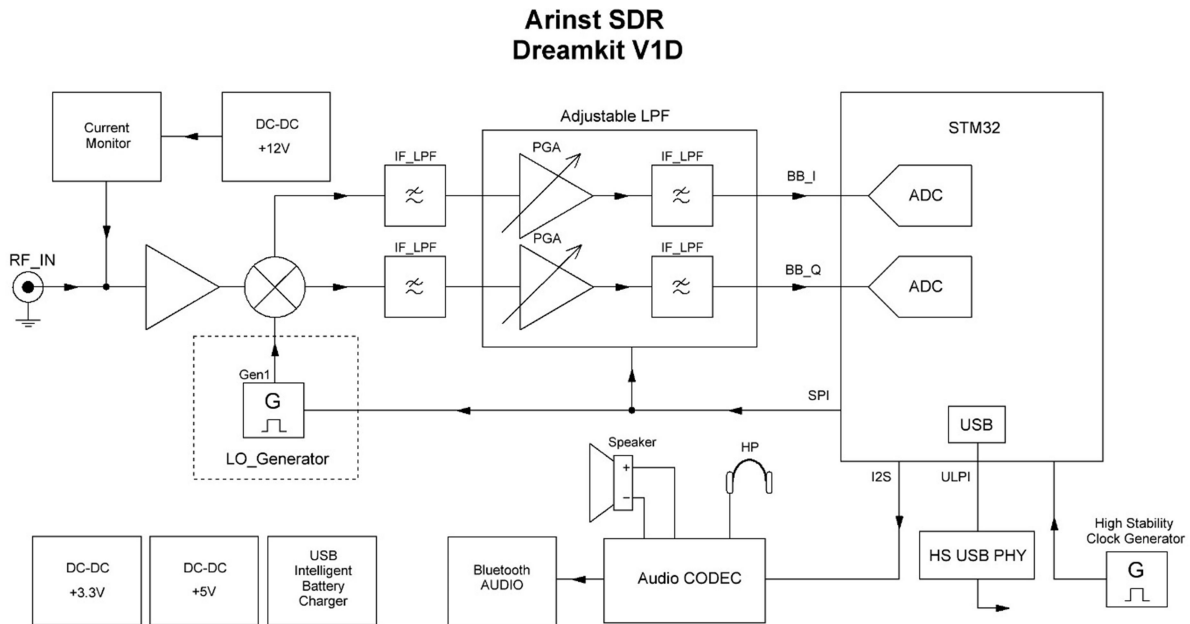 Arinst SDR
Dreamkit V1D
Current
Monitor
DC-DC
+12V
Adjustable LPF
STM32
IF_LPF
PGA
IF_LPF
BB_I
ADC
RF_IN
IF_LPF
PGA
IF_LPF
BB_Q
ADC
Gen1
G
LO_Generator
SPI
USB
Speaker
+
−
HP
I2S
ULPI
High Stability
Clock Generator
G
HS USB PHY
DC-DC
+3.3V
DC-DC
+5V
USB
Intelligent
Battery
Charger
Bluetooth
AUDIO
Audio CODEC